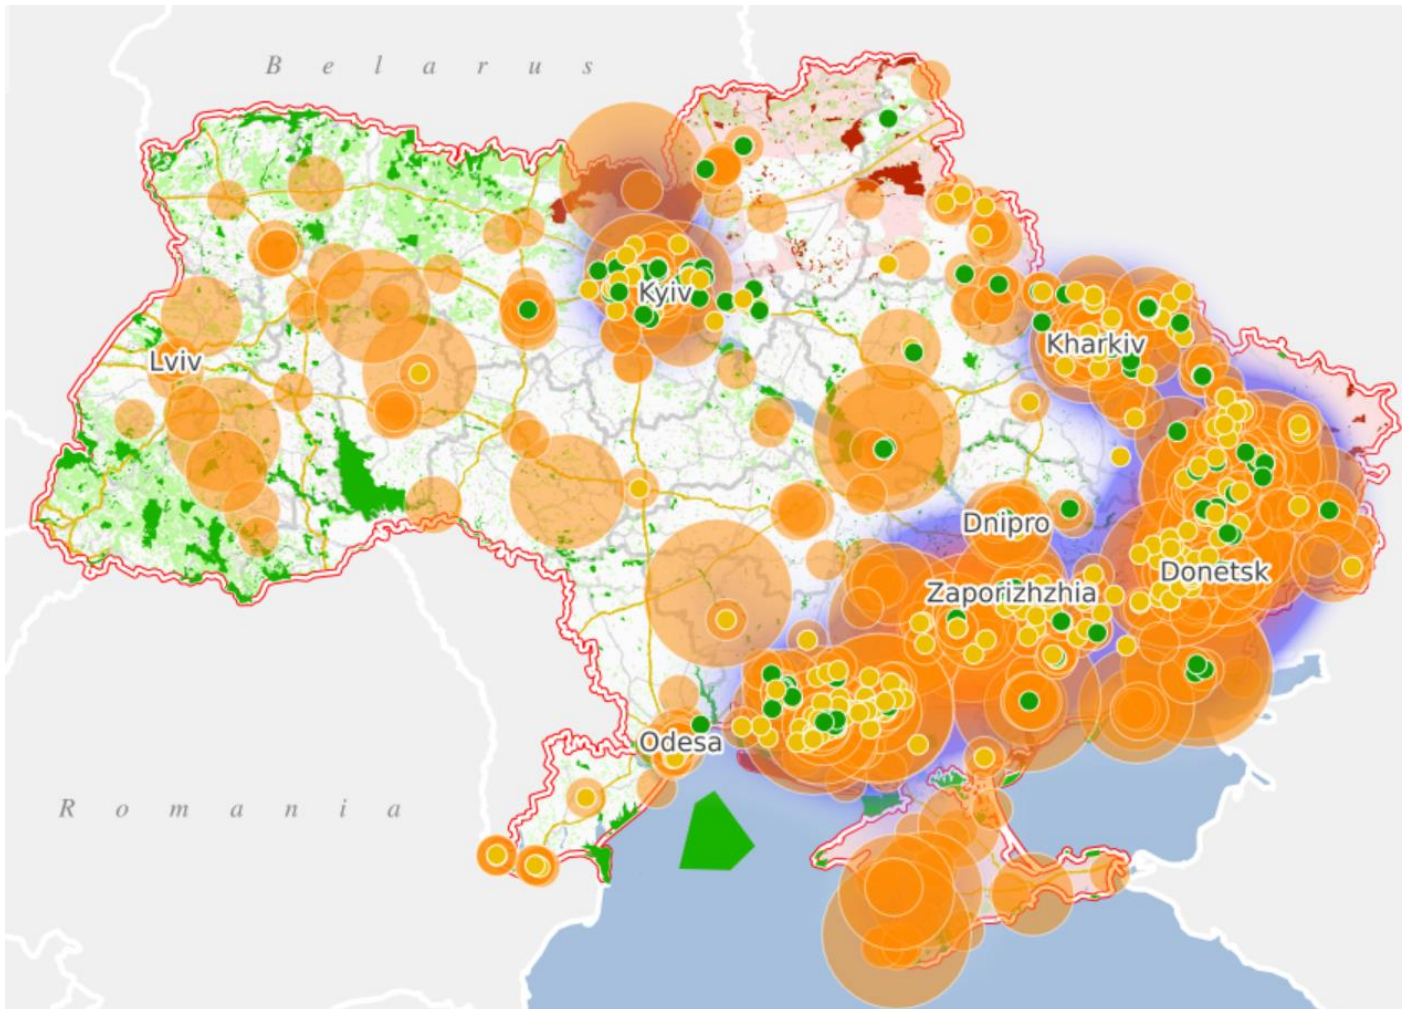 Belarus
Kyiv
Kharkiv
Lviv
Dnipro
Donetsk
Zaporizhzhia
Odesa
Romania